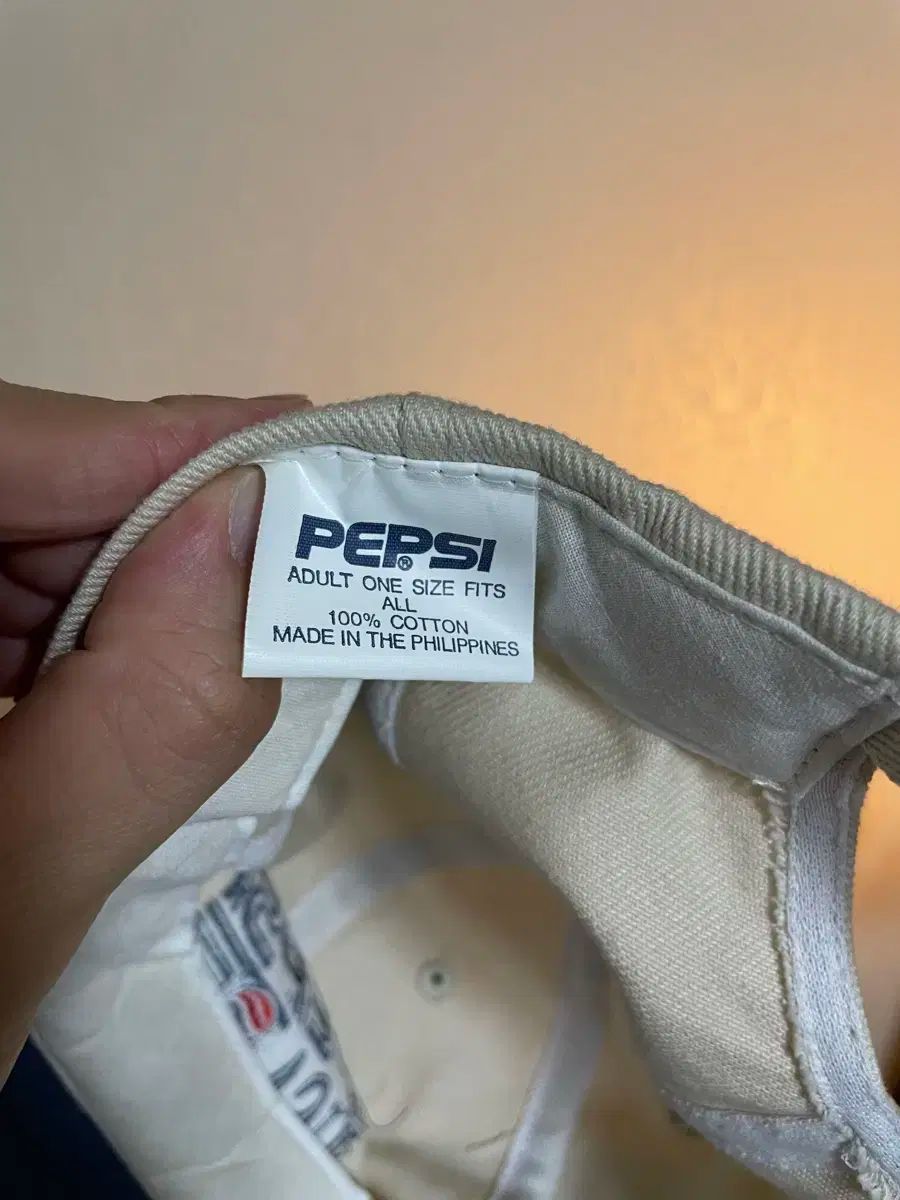 PEPSI®
ADULT ONE SIZE FITS
ALL
100% COTTON
MADE IN THE PHILIPPINES